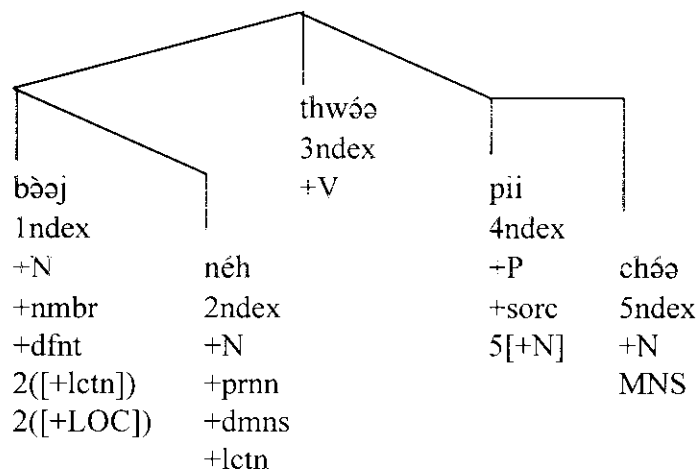 bə̀əj
1ndex
+N
+nmbr
+dfnt
2([+lctn])
2([+LOC])
néh
2ndex
+N
+prnn
+dmns
+lctn
thwə́ə
3ndex
+V
pii
4ndex
+P
+sorc
5[+N]
chə́ə
5ndex
+N
MNS